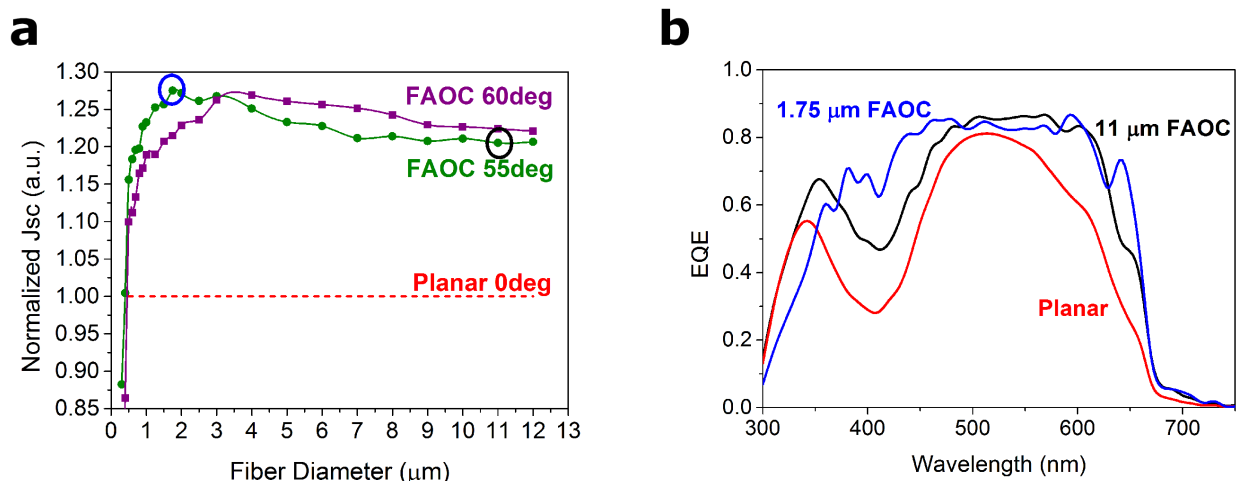 a
1.30
1.25
1.20
1.15
1.10
1.05
1.00
0.95
0.90
0.85
Normalized Jsc (a.u.)
FAOC 60deg
FAOC 55deg
Planar 0deg
0 1 2 3 4 5 6 7 8 9 10 11 12 13
Fiber Diameter (μm)
b
1.0
0.8
0.6
0.4
0.2
0.0
EQE
1.75 μm FAOC
11 μm FAOC
Planar
300 400 500 600 700
Wavelength (nm)